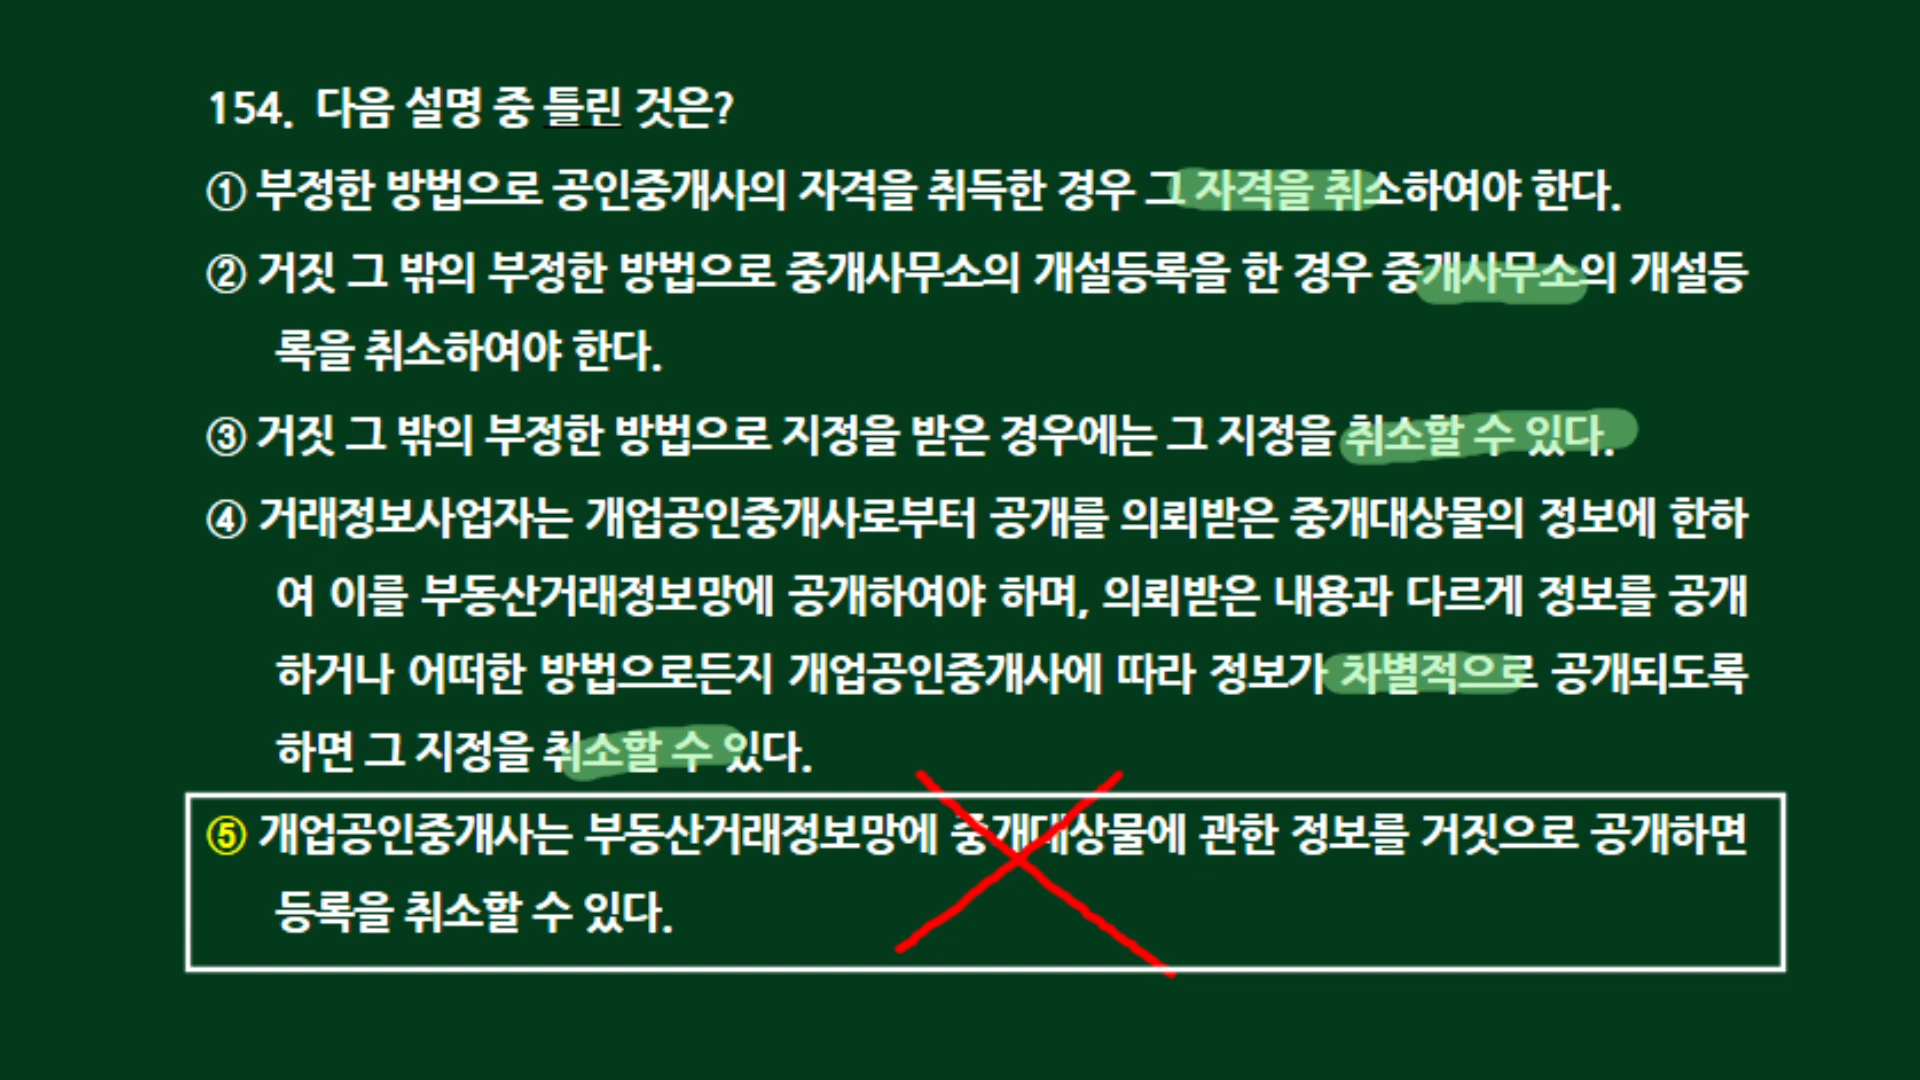 154. 다음 설명 중 틀린 것은?
① 부정한 방법으로 공인중개사의 자격을 취득한 경우 그 자격을 취소하여야 한다.
② 거짓 그 밖의 부정한 방법으로 중개사무소의 개설등록을 한 경우 중개사무소의 개설등
록을 취소하여야 한다.
③ 거짓 그 밖의 부정한 방법으로 지정을 받은 경우에는 그 지정을 취소할 수 있다.
④ 거래정보사업자는 개업공인중개사로부터 공개를 의뢰받은 중개대상물의 정보에 한하
여 이를 부동산거래정보망에 공개하여야 하며, 의뢰받은 내용과 다르게 정보를 공개
하거나 어떠한 방법으로든지 개업공인중개사에 따라 정보가 차별적으로 공개되도록
하면 그 지정을 취소할 수 있다.
⑤ 개업공인중개사는 부동산거래정보망에 중개대상물에 관한 정보를 거짓으로 공개하면
등록을 취소할 수 있다.